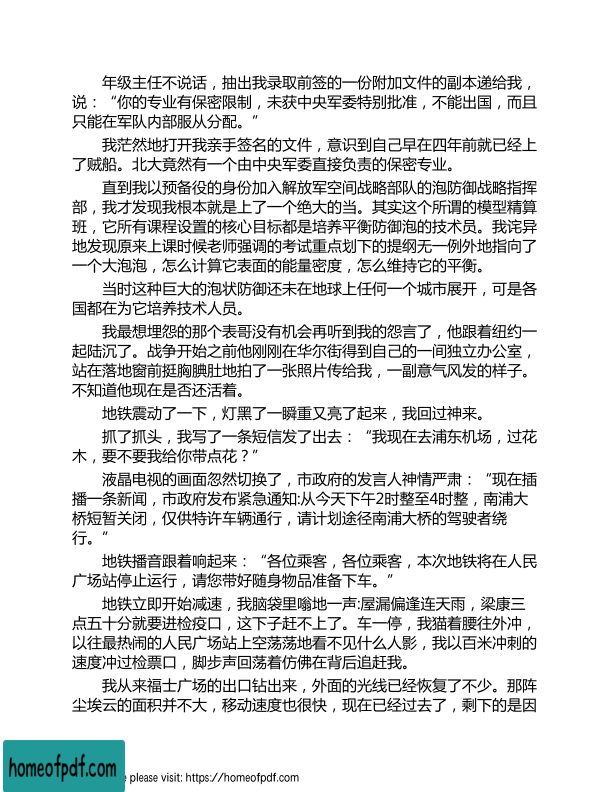 年级主任不说话，抽出我录取前签的一份附加文件的副本递给我，
说：“你的专业有保密限制，未获中央军委特别批准，不能出国，而且
只能在军队内部服从分配。”
我茫然地打开我亲手签名的文件，意识到自己早在四年前就已经上
了贼船。北大竟然有一个由中央军委直接负责的保密专业。
直到我以预备役的身份加入解放军空间战略部队的泡防御战略指挥
部，我才发现我根本就是上了一个绝大的当。其实这个所谓的模型精算
班，它所有课程设置的核心目标都是培养平衡防御泡的技术员。我诧异
地发现原来上课时候老师强调的考试重点划下的提纲无一例外地指向了
一个大泡泡，怎么计算它表面的能量密度，怎么维持它的平衡。
当时这种巨大的泡状防御还未在地球上任何一个城市展开，可是各
国都在为它培养技术人员。
我最想埋怨的那个表哥没有机会再听到我的怨言了，他跟着纽约一
起陆沉了。战争开始之前他刚刚在华尔街得到自己的一间独立办公室，
站在落地窗前挺胸腆肚地拍了一张照片传给我，一副意气风发的样子。
不知道他现在是否还活着。
地铁震动了一下，灯黑了一瞬重又亮了起来，我回过神来。
抓了抓头，我写了一条短信发了出去：“我现在去浦东机场，过花
木，要不要我给你带点花？”
液晶电视的画面忽然切换了，市政府的发言人神情严肃：“现在插
播一条新闻，市政府发布紧急通知:从今天下午2时整至4时整，南浦大
桥短暂关闭，仅供特许车辆通行，请计划途径南浦大桥的驾驶者绕
行。”
地铁播音跟着响起来：“各位乘客，各位乘客，本次地铁将在人民
广场站停止运行，请您带好随身物品准备下车。”
地铁立即开始减速，我脑袋里嗡地一声:屋漏偏逢连天雨，梁康三
点五十分就要进检疫口，这下子赶不上了。车一停，我猫着腰往外冲，
以往最热闹的人民广场站上空荡荡地看不见什么人影，我以百米冲刺的
速度冲过检票口，脚步声回荡着仿佛在背后追赶我。
我从来福士广场的出口钻出来，外面的光线已经恢复了不少。那阵
尘埃云的面积并不大，移动速度也很快，现在已经过去了，剩下的是因
homeofpdf.com
e please visit: https://homeofpdf.com